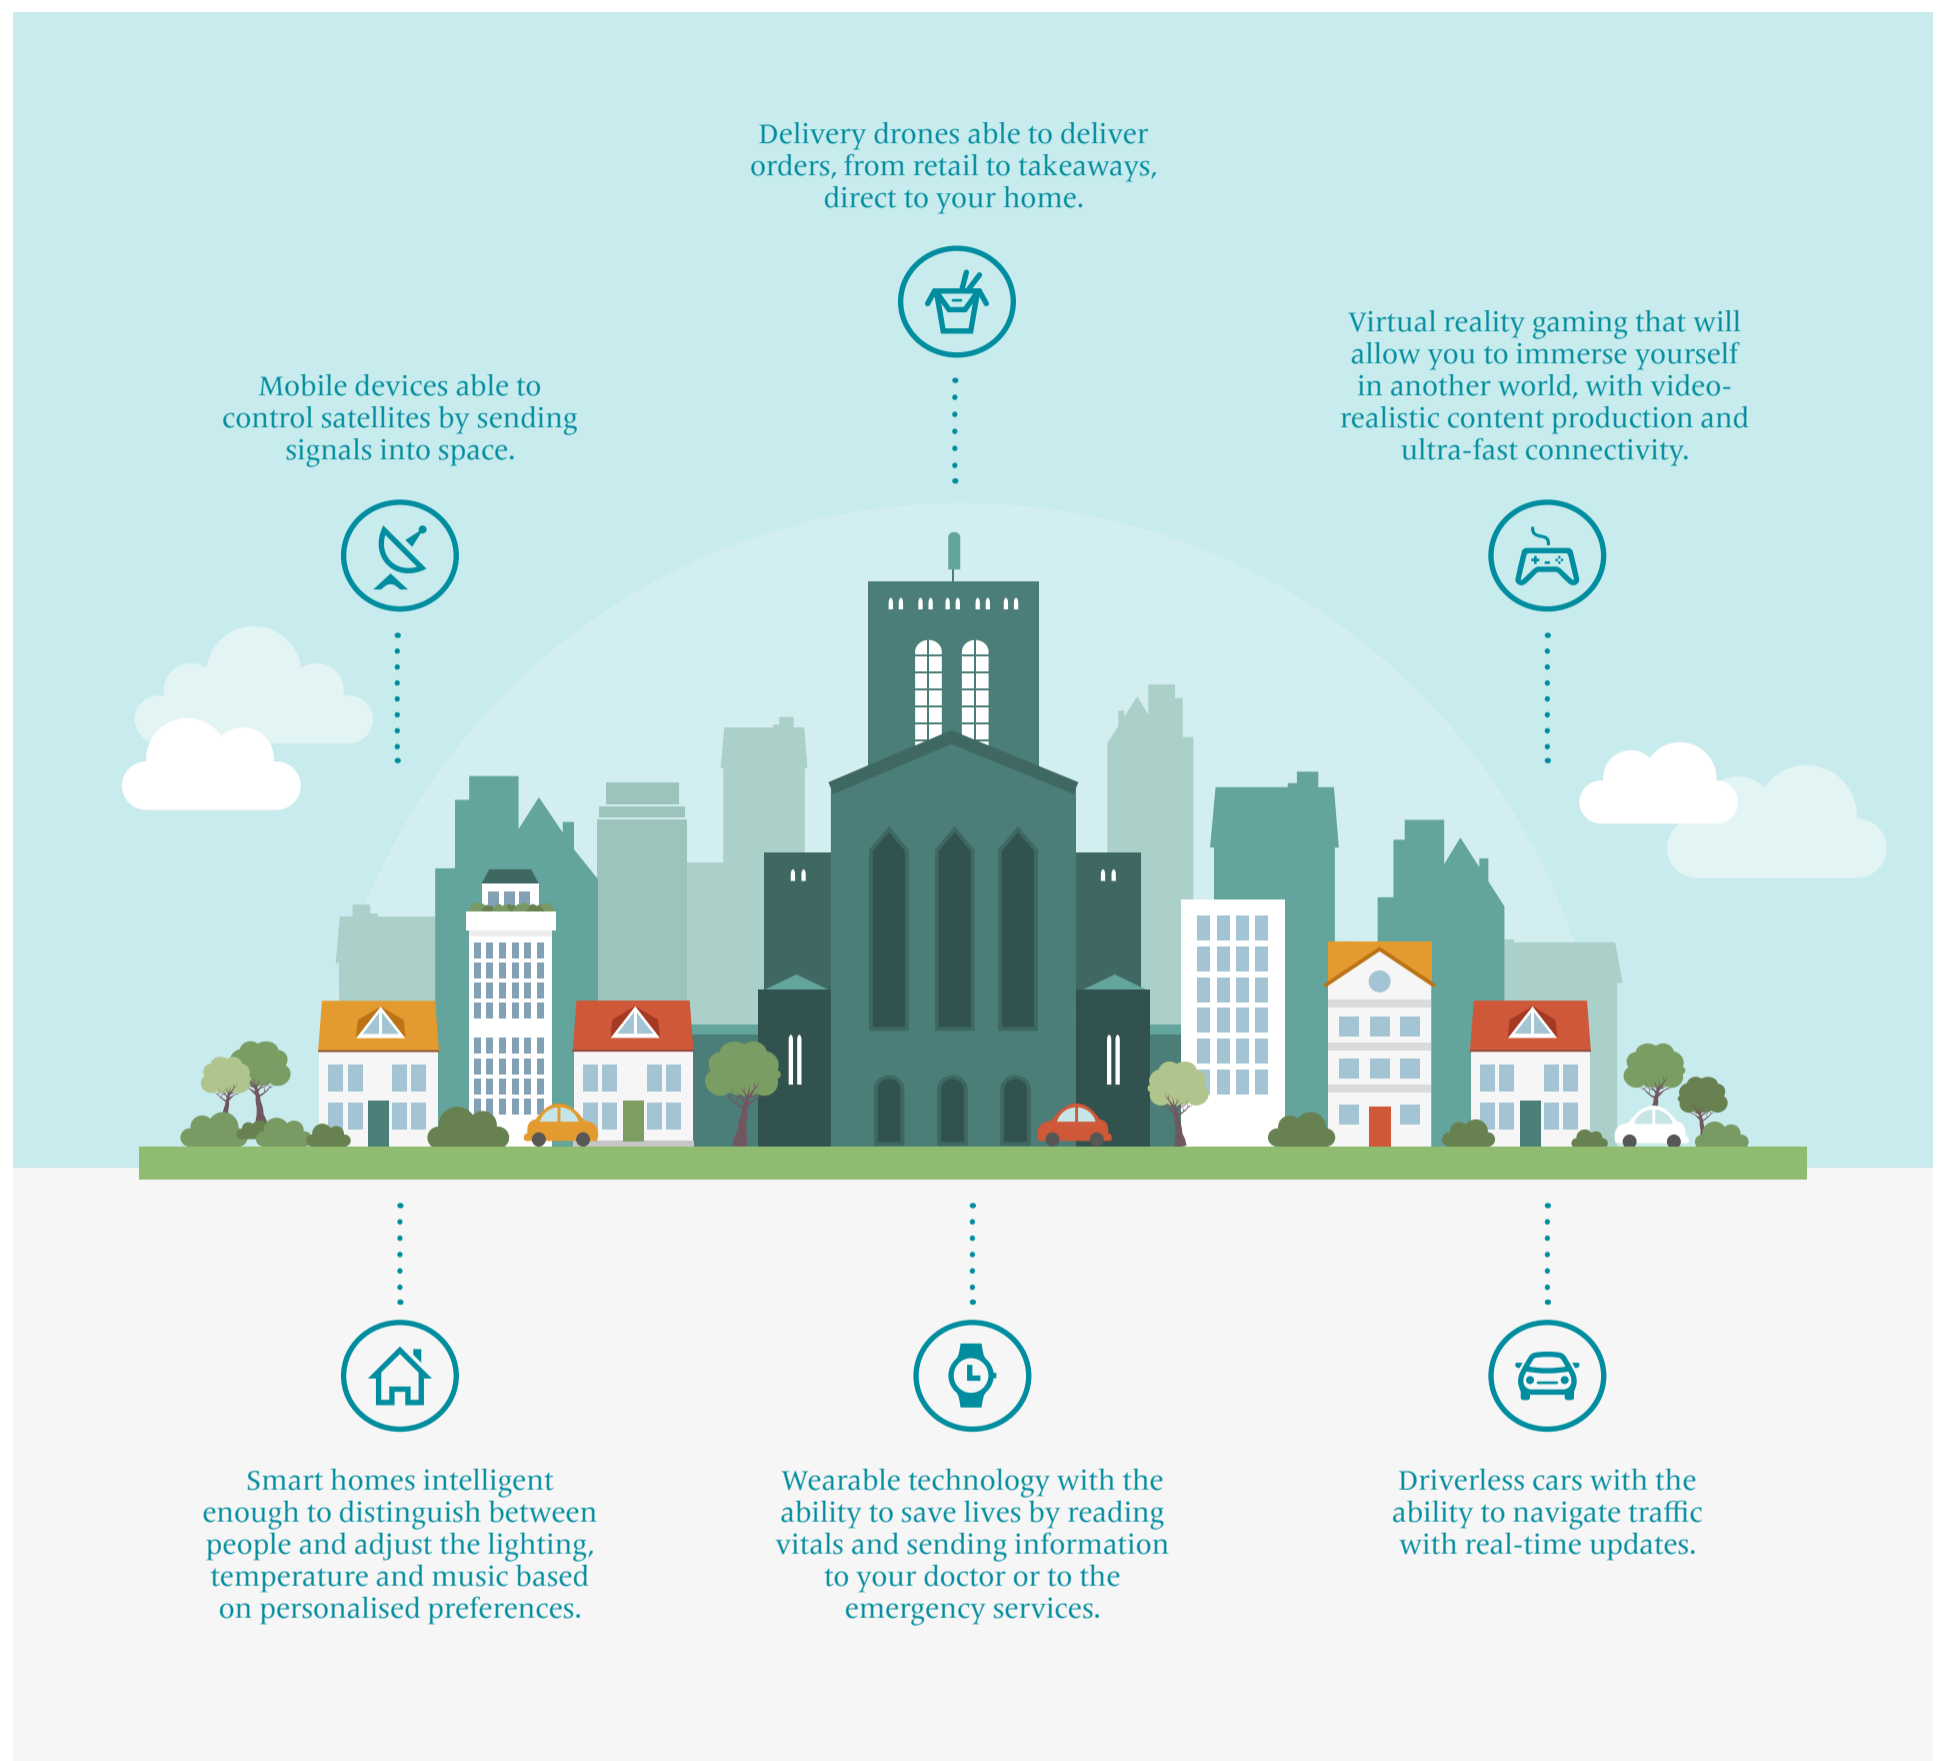 Delivery drones able to deliver
orders, from retail to takeaways,
direct to your home.
Mobile devices able to
control satellites by sending
signals into space.
Virtual reality gaming that will
allow you to immerse yourself
in another world, with video-
realistic content production and
ultra-fast connectivity.
Smart homes intelligent
enough to distinguish between
people and adjust the lighting,
temperature and music based
on personalised preferences.
Wearable technology with the
ability to save lives by reading
vitals and sending information
to your doctor or to the
emergency services.
Driverless cars with the
ability to navigate traffic
with real-time updates.